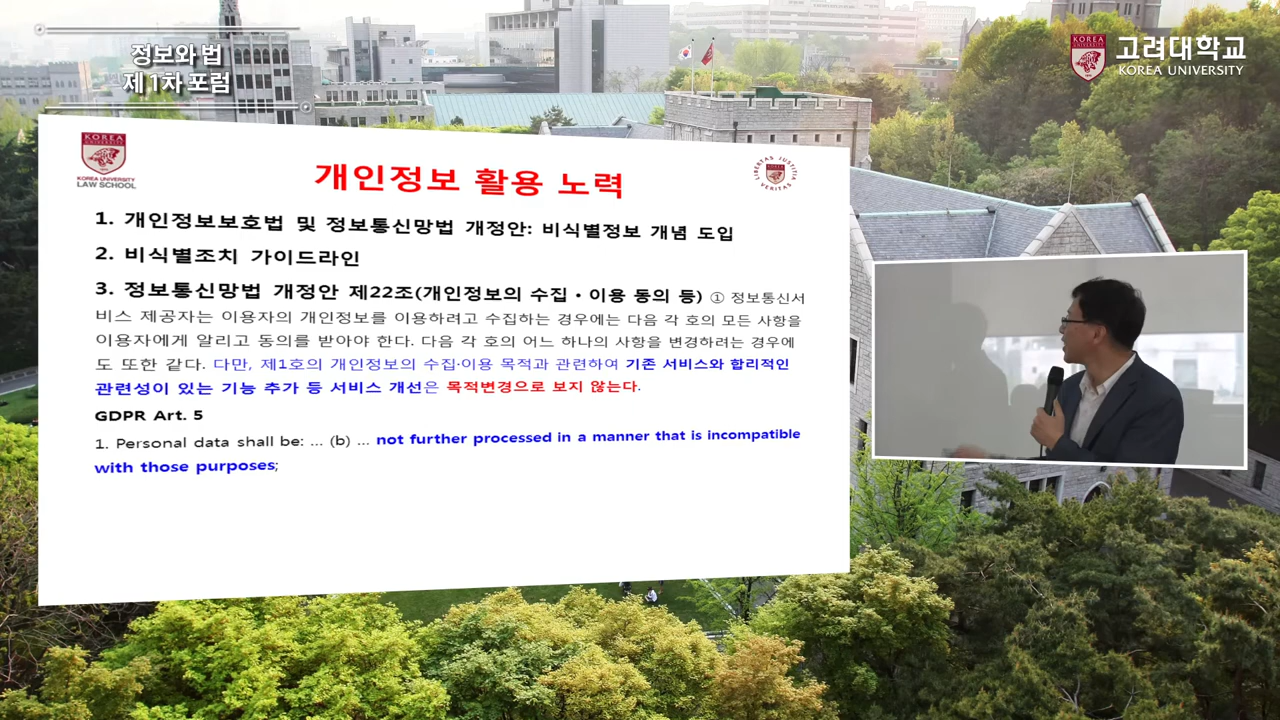 정보와 법
제 1차 포럼
KOREA
고려대학교
KOREA UNIVERSITY
KOREA
KOREA UNIVERSITY
LAW SCHOOL
개인정보 활용 노력
LIBERTAS JUSTITIA VERITAS
1. 개인정보보호법 및 정보통신망법 개정안: 비식별정보 개념 도입
2. 비식별조치 가이드라인
3. 정보통신망법 개정안 제22조(개인정보의 수집·이용 동의 등) ① 정보통신서
비스 제공자는 이용자의 개인정보를 이용하려고 수집하는 경우에는 다음 각 호의 모든 사항을
이용자에게 알리고 동의를 받아야 한다. 다음 각 호의 어느 하나의 사항을 변경하려는 경우에
도 또한 같다. 다만, 제1호의 개인정보의 수집·이용 목적과 관련하여 기존 서비스와 합리적인
관련성이 있는 기능 추가 등 서비스 개선은 목적변경으로 보지 않는다.
GDPR Art. 5
1. Personal data shall be: ... (b) ... not further processed in a manner that is incompatible
with those purposes;